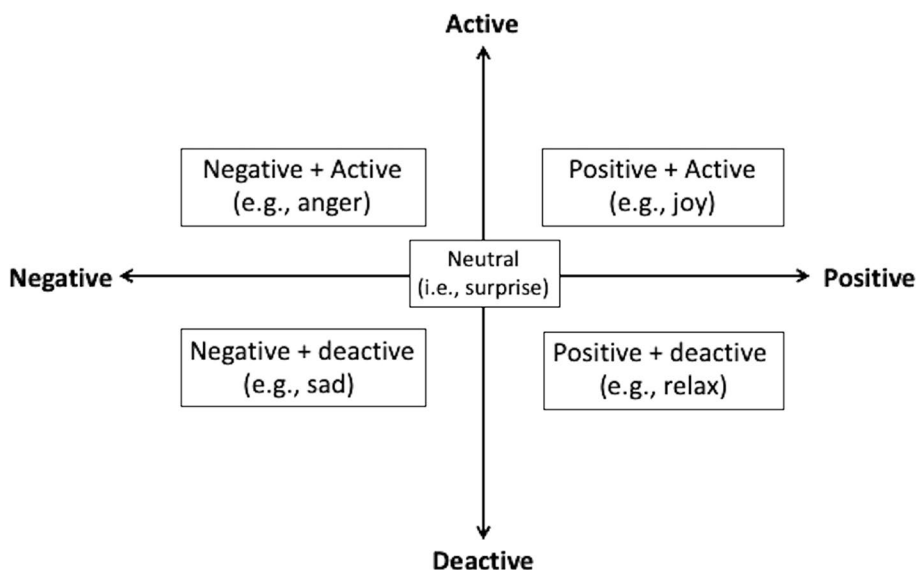 Active
Negative + Active
(e.g., anger)
Positive + Active
(e.g., joy)
Negative
Neutral
(i.e., surprise)
Positive
Negative + deactive
(e.g., sad)
Positive + deactive
(e.g., relax)
Deactive